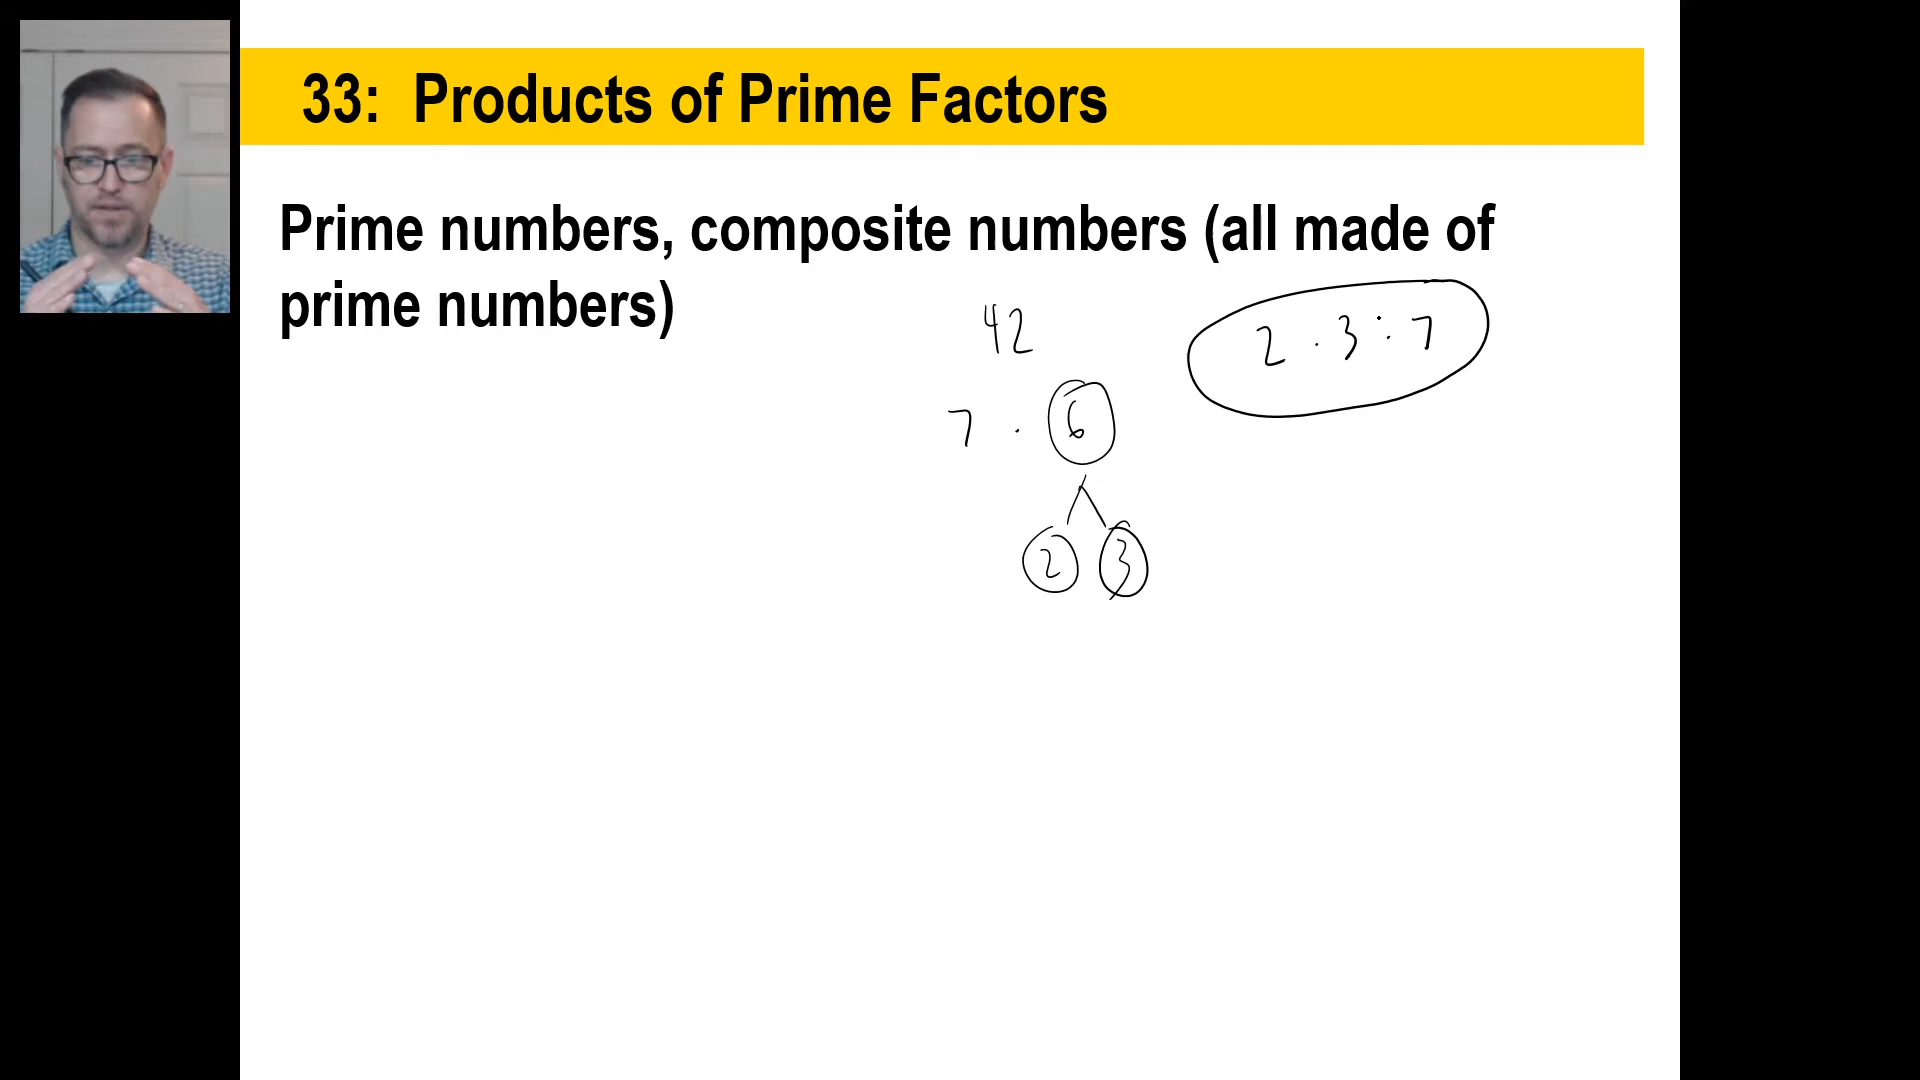 33: Products of Prime Factors
Prime numbers, composite numbers (all made of
prime numbers)
42
2 · 3 : 7
7 · 6
2 3